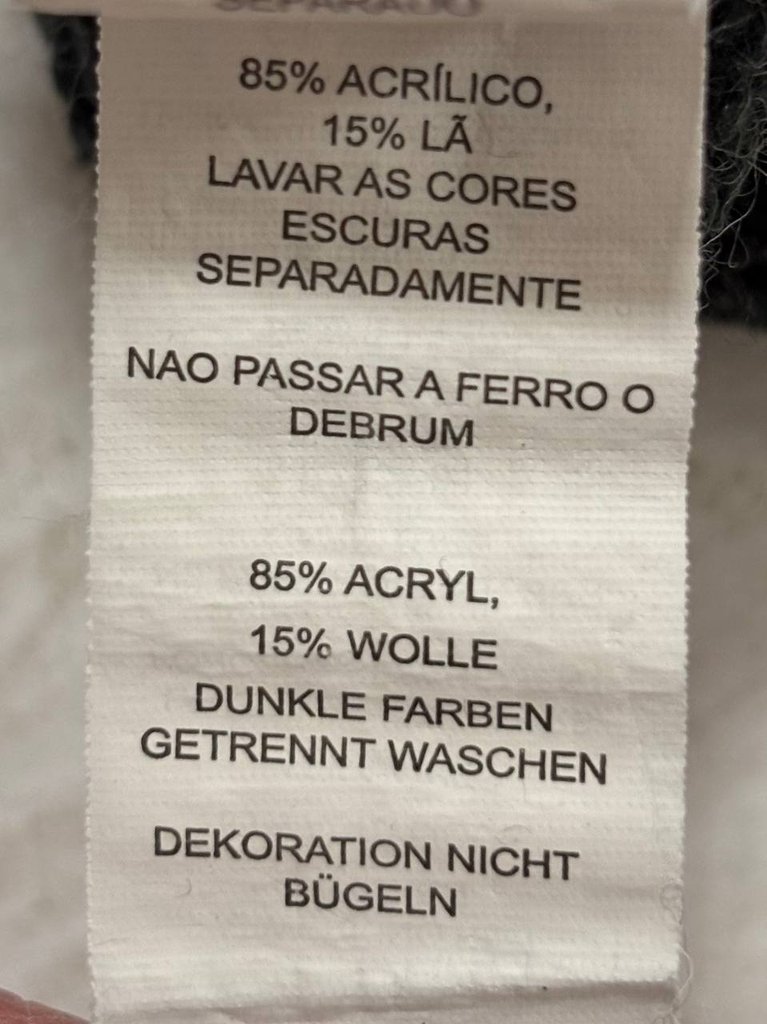 SEPARADO
85% ACRÍLICO,
15% LÃ
LAVAR AS CORES
ESCURAS
SEPARADAMENTE
NAO PASSAR A FERRO O
DEBRUM
85% ACRYL,
15% WOLLE
DUNKLE FARBEN
GETRENNT WASCHEN
DEKORATION NICHT
BÜGELN